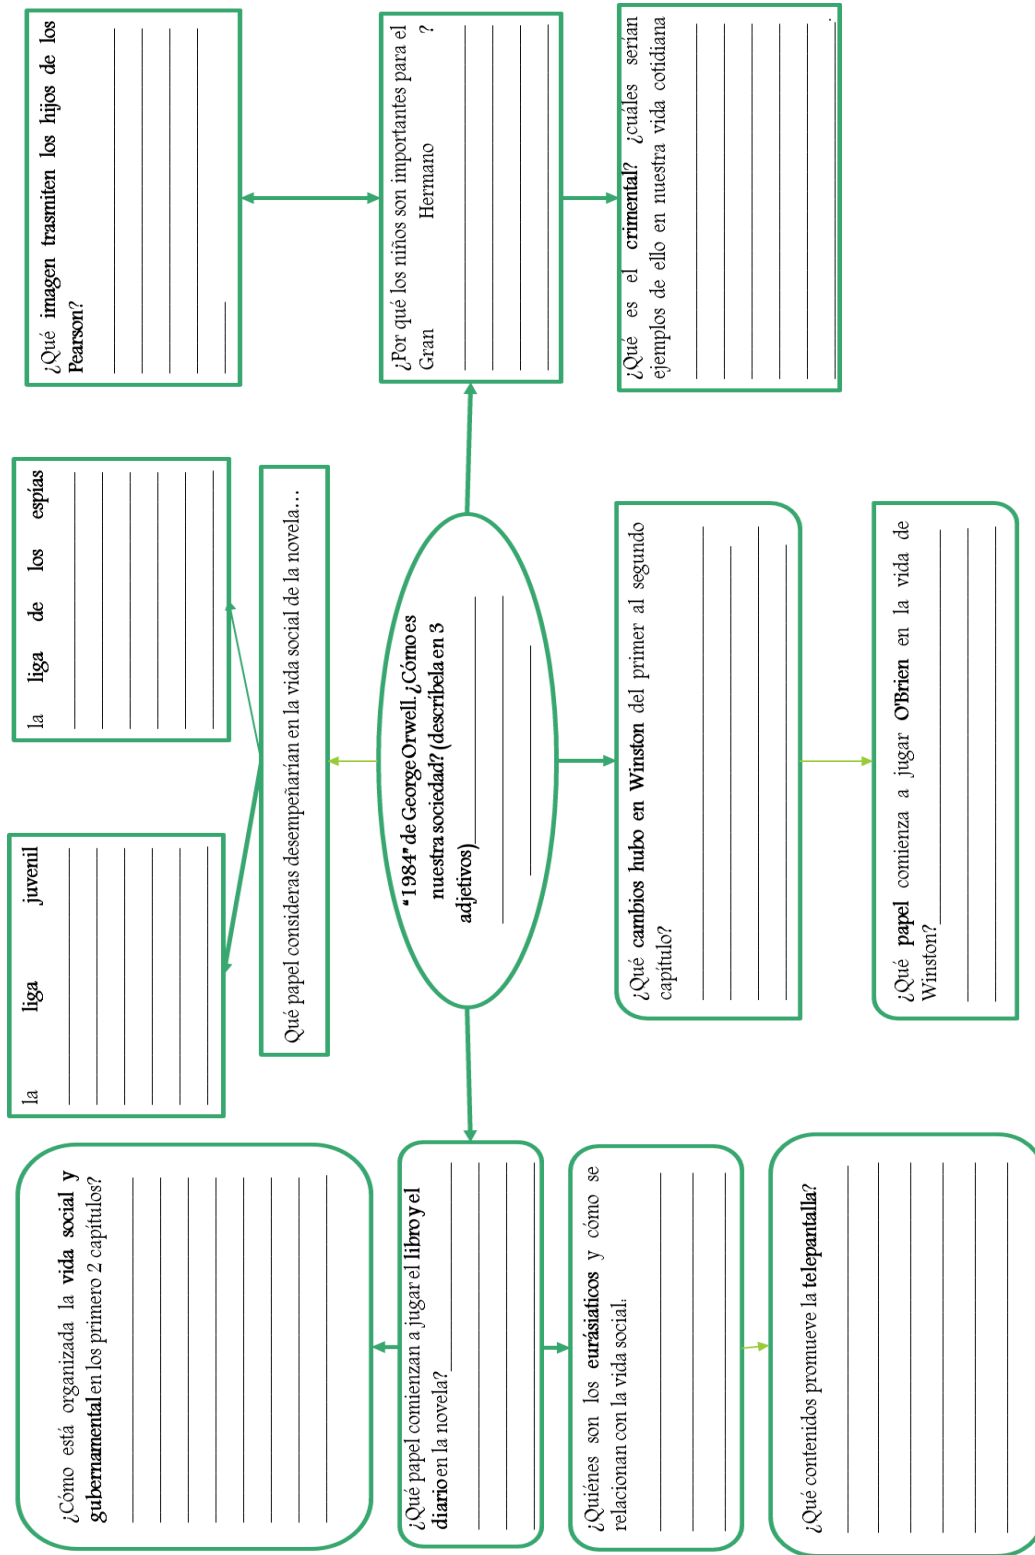 ¿Cómo está organizada la vida social y
gubernamental en los primero 2 capítulos?
la liga juvenil
la liga de los espías
¿Qué imagen trasmiten los hijos de los
Pearson?
Qué papel consideras desempeñarían en la vida social de la novela…
¿Qué papel comienzan a jugar el libro y el
diario en la novela?
"1984" de George Orwell. ¿Cómo es
nuestra sociedad? (descríbela en 3
adjetivos)
¿Por qué los niños son importantes para el
Gran Hermano ?
¿Quiénes son los eurásiaticos y cómo se
relacionan con la vida social:
¿Qué cambios hubo en Winston del primer al segundo
capítulo?
¿Qué es el crimental? ¿cuáles serían
ejemplos de ello en nuestra vida cotidiana
.
¿Qué contenidos promueve la telepantalla?
¿Qué papel comienza a jugar O'Brien en la vida de
Winston?